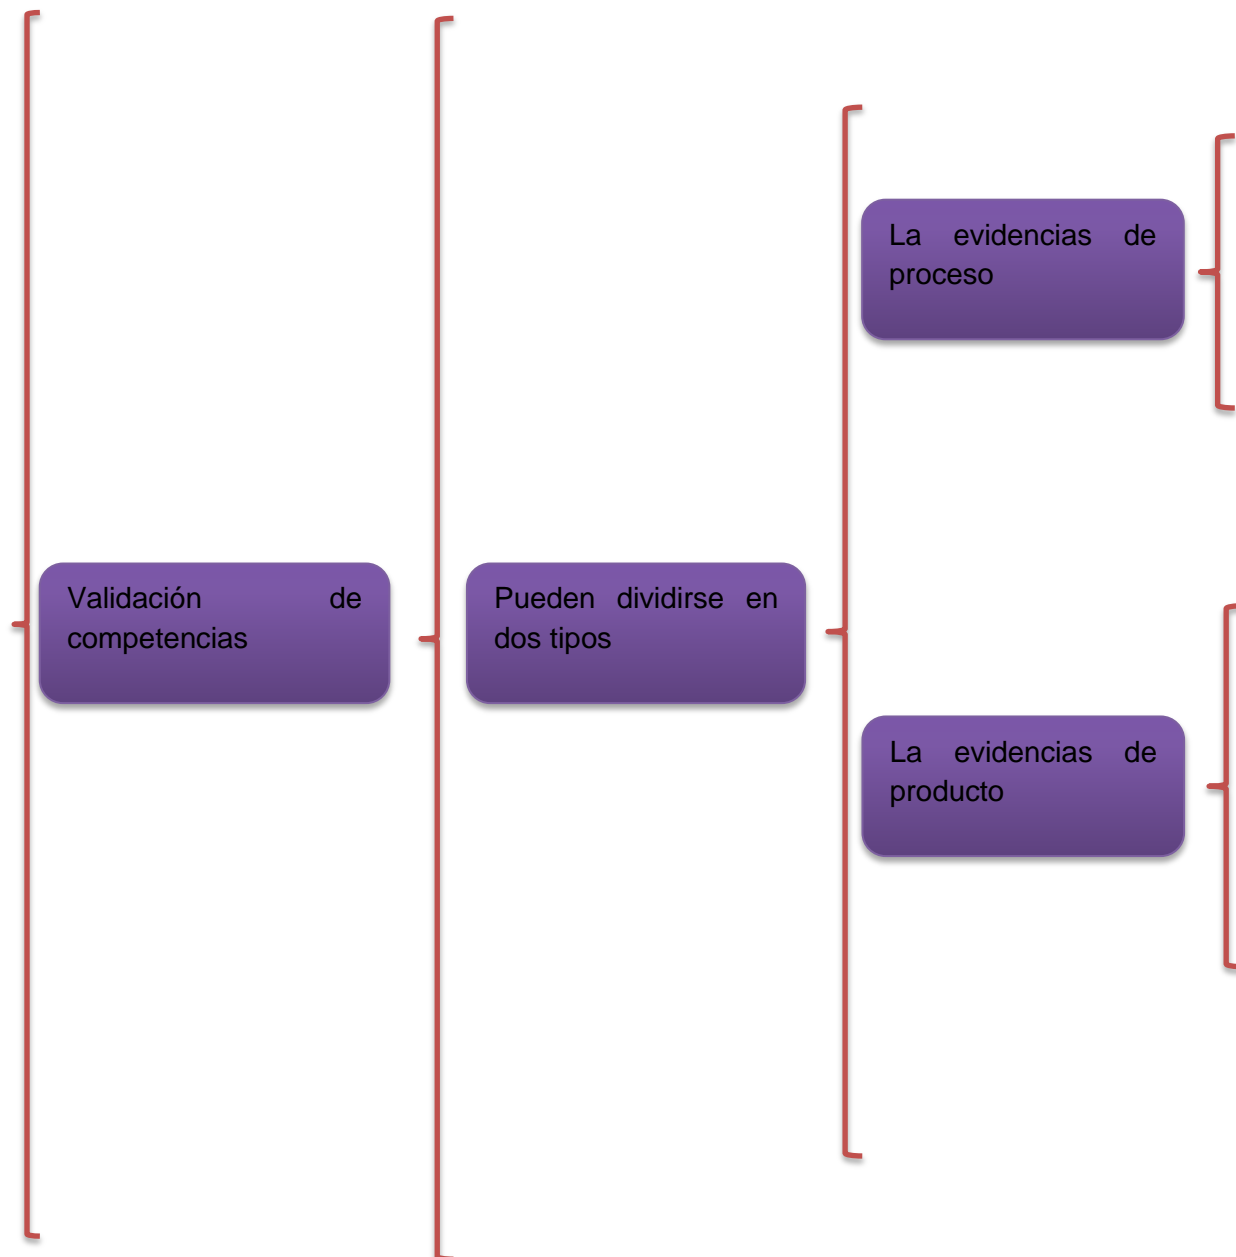 La evidencias de
proceso
Validación de
competencias
Pueden dividirse en
dos tipos
La evidencias de
producto